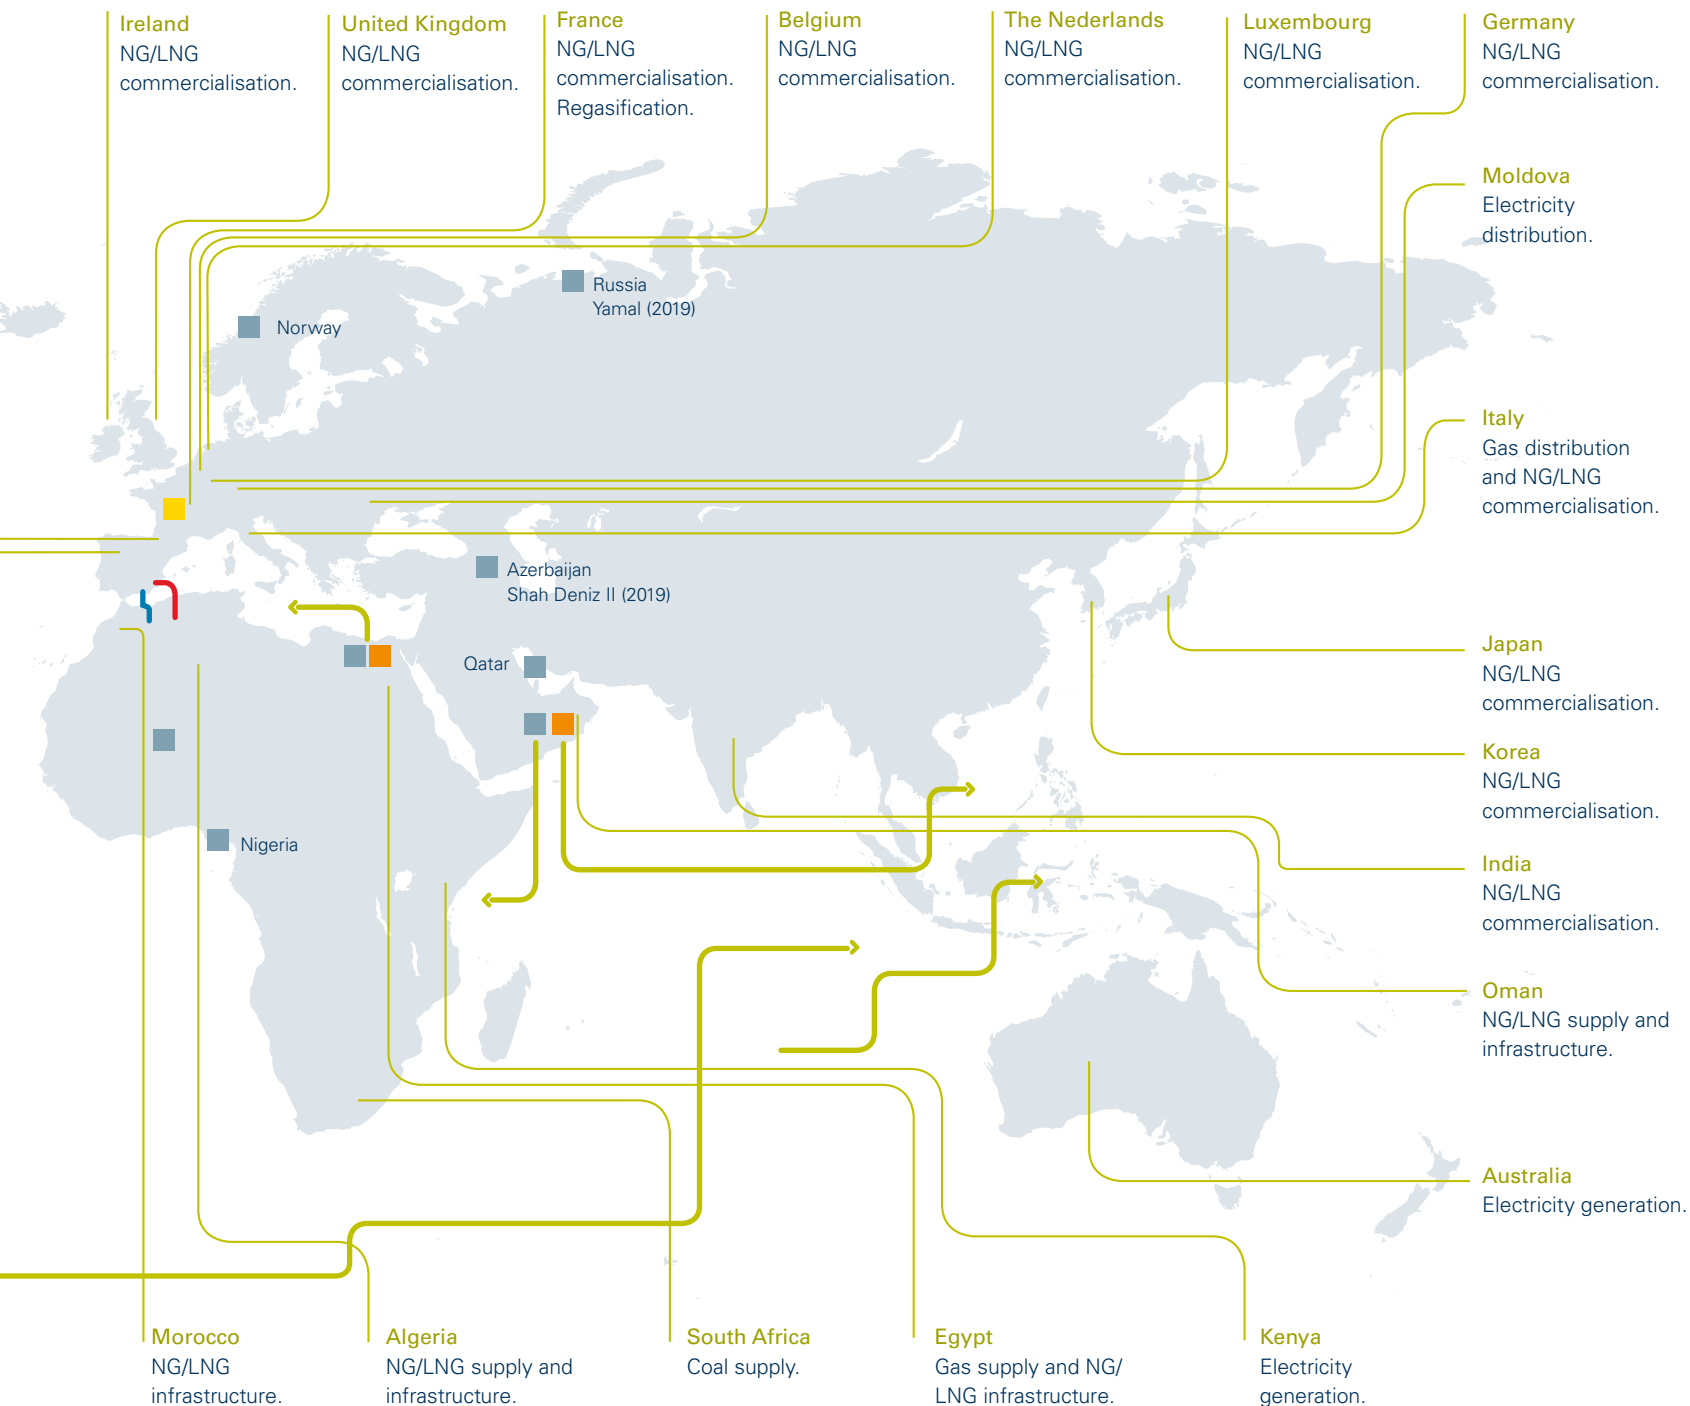 Ireland
NG/LNG
commercialisation.
United Kingdom
NG/LNG
commercialisation.
France
NG/LNG
commercialisation.
Regasification.
Belgium
NG/LNG
commercialisation.
The Nederlands
NG/LNG
commercialisation.
Luxembourg
NG/LNG
commercialisation.
Germany
NG/LNG
commercialisation.
Moldova
Electricity
distribution.
Russia
Yamal (2019)
Norway
Italy
Gas distribution
and NG/LNG
commercialisation.
Azerbaijan
Shah Deniz II (2019)
Qatar
Japan
NG/LNG
commercialisation.
Korea
NG/LNG
commercialisation.
Nigeria
India
NG/LNG
commercialisation.
Oman
NG/LNG supply and
infrastructure.
Australia
Electricity generation.
Morocco
NG/LNG
infrastructure.
Algeria
NG/LNG supply and
infrastructure.
South Africa
Coal supply.
Egypt
Gas supply and NG/
LNG infrastructure.
Kenya
Electricity
generation.